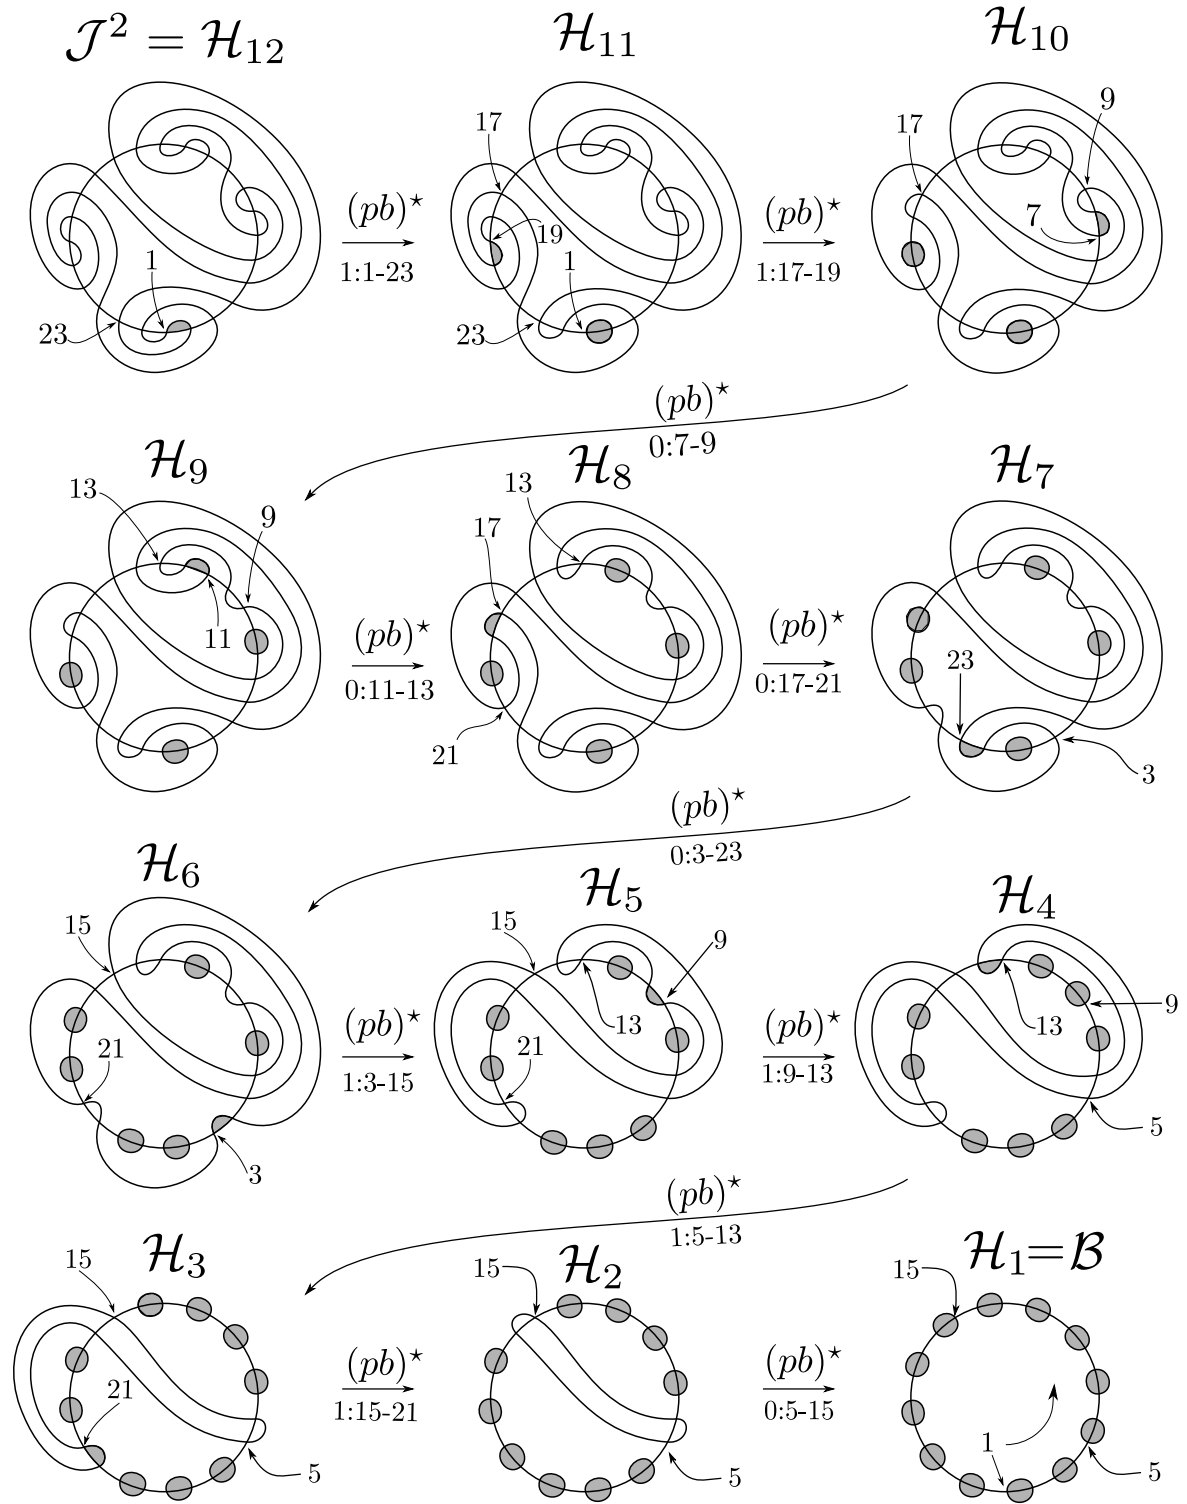 𝒥² = ℋ₁₂
ℋ₁₁
ℋ₁₀
17
17
9
(pb)⋆
(pb)⋆
1
19
1
7
1:1-23
1:17-19
23
23
(pb)⋆
0:7-9
ℋ₉
ℋ₈
ℋ₇
13
9
13
17
11
(pb)⋆
(pb)⋆
23
0:11-13
0:17-21
21
3
(pb)⋆
0:3-23
ℋ₆
ℋ₅
ℋ₄
15
15
9
9
21
(pb)⋆
13
21
(pb)⋆
13
1:3-15
1:9-13
5
3
(pb)⋆
1:5-13
ℋ₃
ℋ₂
ℋ₁=ℬ
15
15
15
21
(pb)⋆
(pb)⋆
1:15-21
0:5-15
1
5
5
5